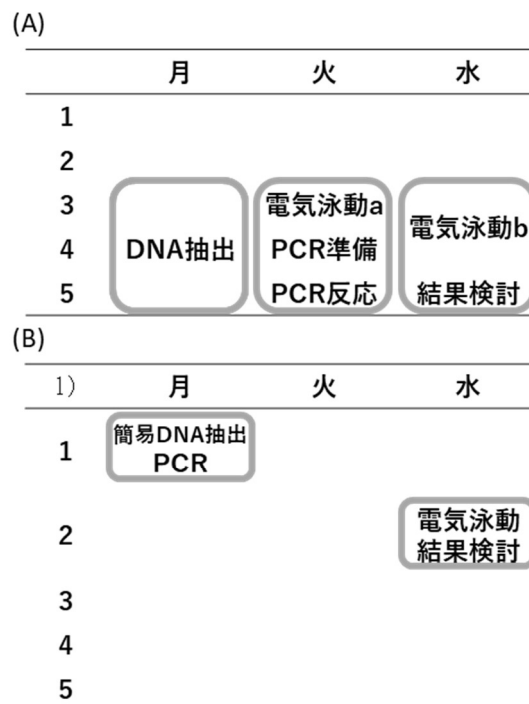 (A)
月 火 水
1
2
3 電気泳動a
4 DNA抽出 PCR準備 電気泳動b
5 PCR反応 結果検討
(B)
1) 月 火 水
1 簡易DNA抽出
PCR
2 電気泳動
結果検討
3
4
5